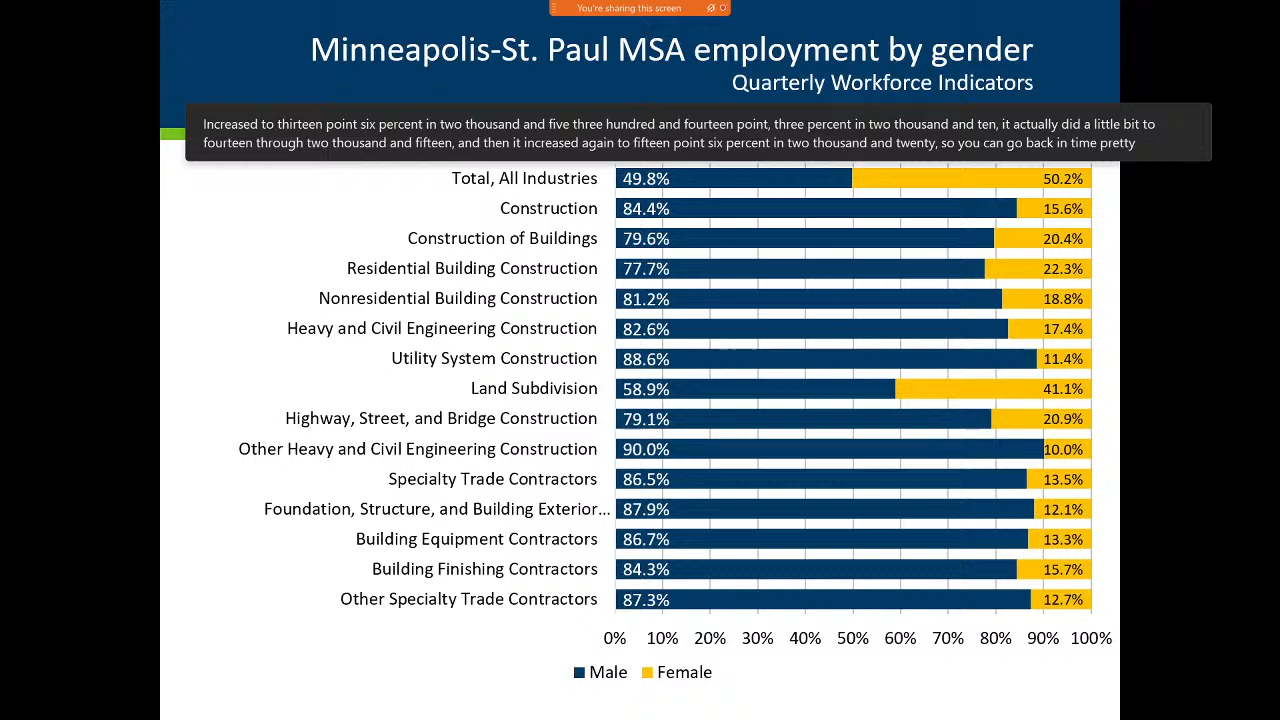 You're sharing this screen
Minneapolis-St. Paul MSA employment by gender
Quarterly Workforce Indicators
Increased to thirteen point six percent in two thousand and five three hundred and fourteen point, three percent in two thousand and ten, it actually did a little bit to
fourteen through two thousand and fifteen, and then it increased again to fifteen point six percent in two thousand and twenty, so you can go back in time pretty
Total, All Industries 49.8% 50.2%
Construction 84.4% 15.6%
Construction of Buildings 79.6% 20.4%
Residential Building Construction 77.7% 22.3%
Nonresidential Building Construction 81.2% 18.8%
Heavy and Civil Engineering Construction 82.6% 17.4%
Utility System Construction 88.6% 11.4%
Land Subdivision 58.9% 41.1%
Highway, Street, and Bridge Construction 79.1% 20.9%
Other Heavy and Civil Engineering Construction 90.0% 10.0%
Specialty Trade Contractors 86.5% 13.5%
Foundation, Structure, and Building Exterior... 87.9% 12.1%
Building Equipment Contractors 86.7% 13.3%
Building Finishing Contractors 84.3% 15.7%
Other Specialty Trade Contractors 87.3% 12.7%
0% 10% 20% 30% 40% 50% 60% 70% 80% 90% 100%
Male Female